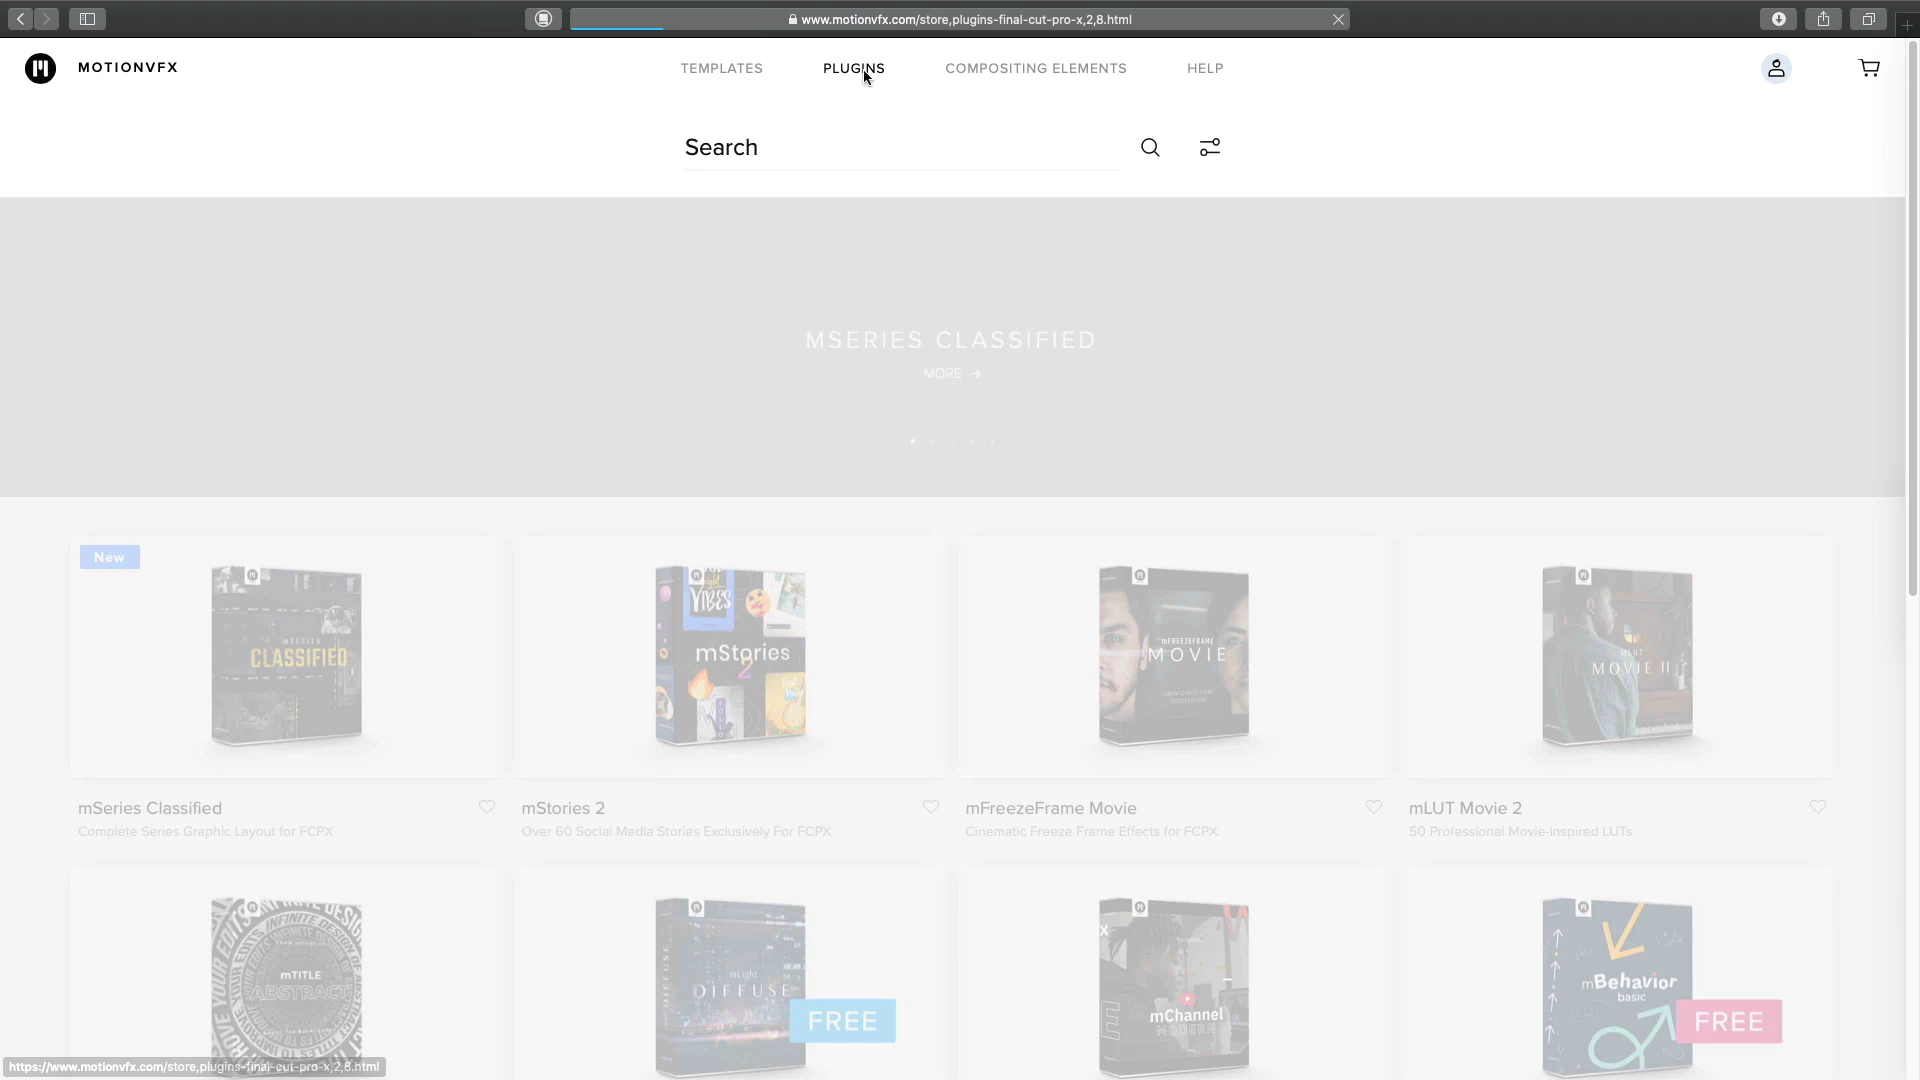 www.motionvfx.com/store,plugins-final-cut-pro-x,2,8.html
MOTIONVFX
TEMPLATES
PLUGINS
COMPOSITING ELEMENTS
HELP
Search
MSERIES CLASSIFIED
MORE →
New
mSERIES
CLASSIFIED
VIBES
mStories
2
mFREEZEFRAME
MOVIE
mLUT
MOVIE II
mSeries Classified
Complete Series Graphic Layout for FCPX
mStories 2
Over 60 Social Media Stories Exclusively For FCPX
mFreezeFrame Movie
Cinematic Freeze Frame Effects for FCPX
mLUT Movie 2
50 Professional Movie-inspired LUTs
INFINITE DESIGN
mTITLE
ABSTRACT
DIFFUSE
mLight
DIFFUSE
FREE
mChannel
MODERN
mBehavior
basic
FREE
https://www.motionvfx.com/store,plugins-final-cut-pro-x,2,8.html